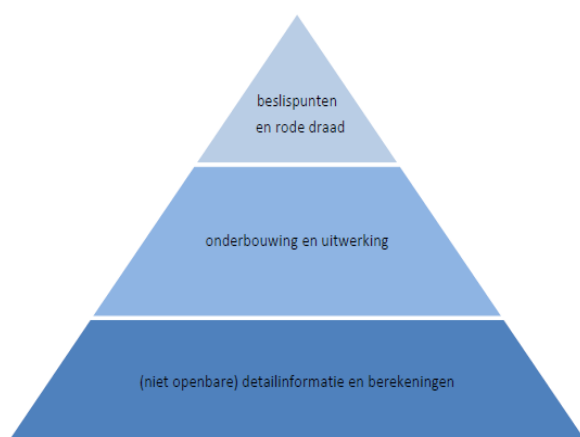 beslispunten
en rode draad
onderbouwing en uitwerking
(niet openbare) detailinformatie en berekeningen